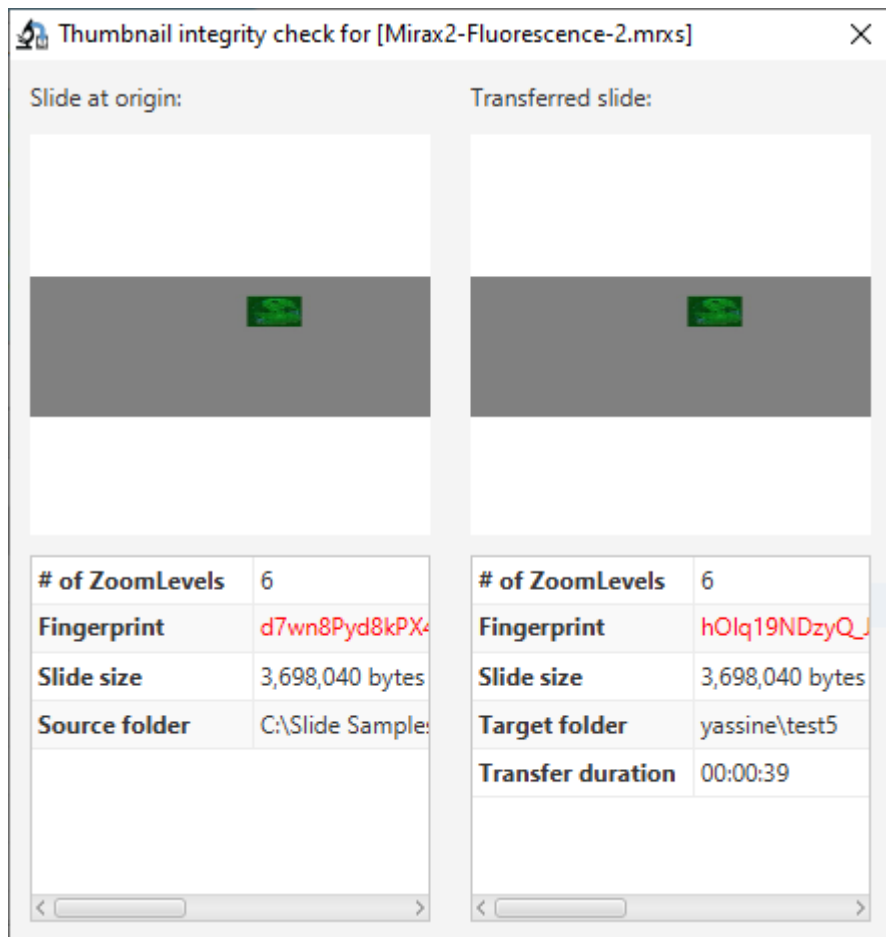 Thumbnail integrity check for [Mirax2-Fluorescence-2.mrxs]
Slide at origin:
Transferred slide:
# of ZoomLevels 6
Fingerprint d7wn8Pyd8kPX4
Slide size 3,698,040 bytes
Source folder C:\Slide Samples
# of ZoomLevels 6
Fingerprint hOIq19NDzyQ_J
Slide size 3,698,040 bytes
Target folder yassine\test5
Transfer duration 00:00:39